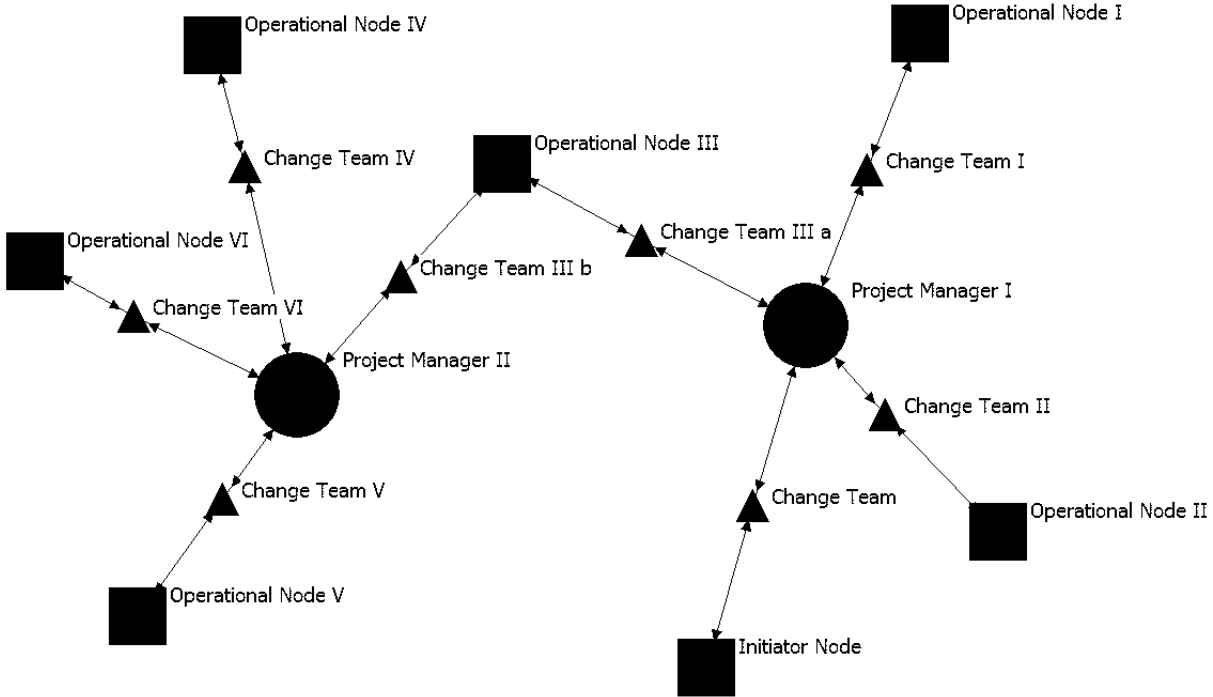 Operational Node I
Operational Node IV
Operational Node III
Change Team IV
Change Team I
Change Team III a
Operational Node VI
Change Team III b
Project Manager I
Change Team VI
Project Manager II
Change Team II
Change Team V
Change Team
Operational Node II
Operational Node V
Initiator Node